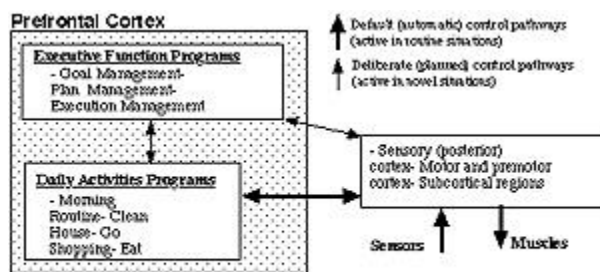 Prefrontal Cortex
Executive Function Programs
- Goal Management-
Plan Management-
Execution Management
Daily Activities Programs
- Morning
Routine- Clean
House- Go
Shopping- Eat
Default (automatic) control pathways
(active in routine situations)
Deliberate (planned) control pathways
(active in novel situations)
- Sensory (posterior)
cortex- Motor and premotor
cortex- Subcortical regions
Sensors
Muscles